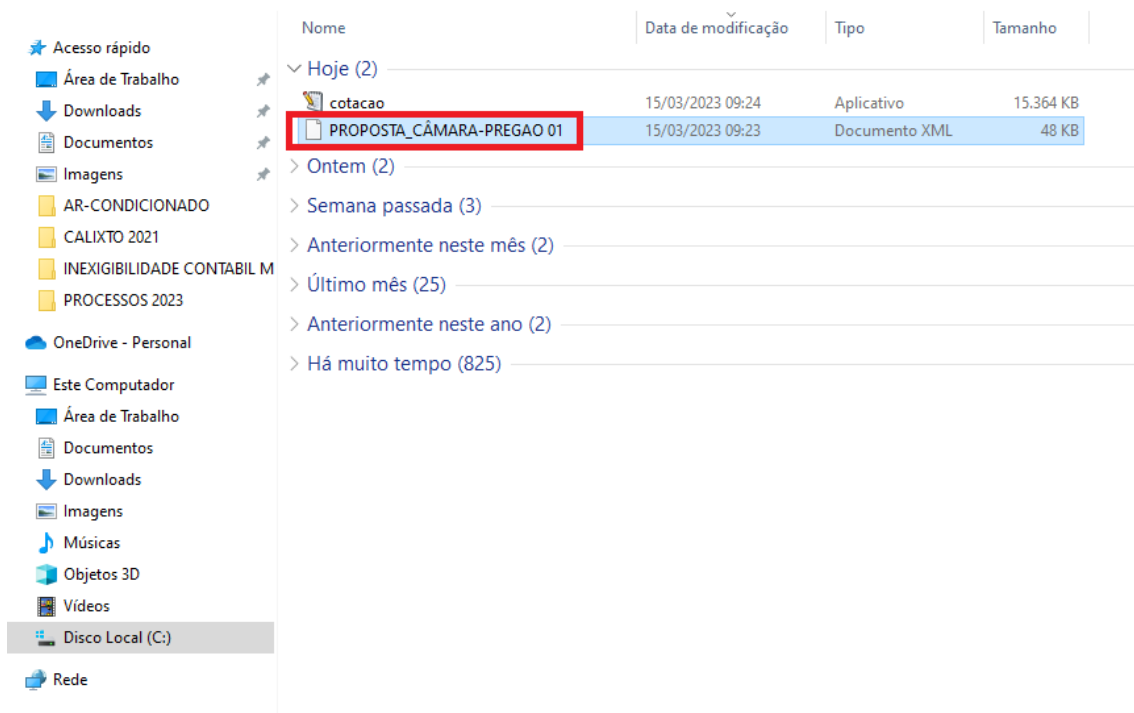 Nome Data de modificação Tipo Tamanho
Acesso rápido
Área de Trabalho
Downloads
Documentos
Imagens
AR-CONDICIONADO
CALIXTO 2021
INEXIGIBILIDADE CONTABIL M
PROCESSOS 2023
OneDrive - Personal
Este Computador
Área de Trabalho
Documentos
Downloads
Imagens
Músicas
Objetos 3D
Vídeos
Disco Local (C:)
Rede
Hoje (2)
cotacao 15/03/2023 09:24 Aplicativo 15.364 KB
PROPOSTA_CÂMARA-PREGAO 01 15/03/2023 09:23 Documento XML 48 KB
Ontem (2)
Semana passada (3)
Anteriormente neste mês (2)
Último mês (25)
Anteriormente neste ano (2)
Há muito tempo (825)